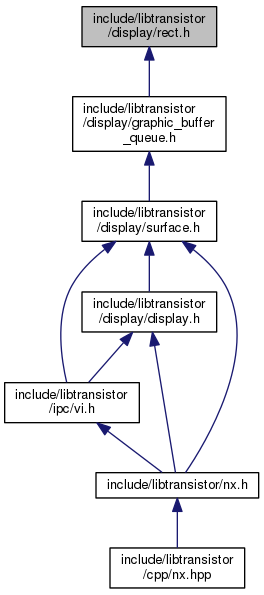 include/libtransistor
/display/rect.h
include/libtransistor
/display/graphic_buffer
_queue.h
include/libtransistor
/display/surface.h
include/libtransistor
/display/display.h
include/libtransistor
/ipc/vi.h
include/libtransistor/nx.h
include/libtransistor
/cpp/nx.hpp